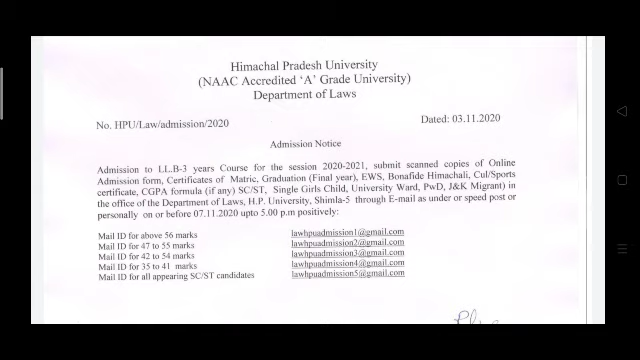 Himachal Pradesh University
(NAAC Accredited ‘A’ Grade University)
Department of Laws
No. HPU/Law/admission/2020
Dated: 03.11.2020
Admission Notice
Admission to LL.B-3 years Course for the session 2020-2021, submit scanned copies of Online
Admission form, Certificates of Matric, Graduation (Final year), EWS, Bonafide Himachali, Cul/Sports
certificate, CGPA formula (if any) SC/ST, Single Girls Child, University Ward, PwD, J&K Migrant) in
the office of the Department of Laws, H.P. University, Shimla-5 through E-mail as under or speed post or
personally on or before 07.11.2020 upto 5.00 p.m positively:
Mail ID for above 56 marks lawhpuadmission1@gmail.com
Mail ID for 47 to 55 marks lawhpuadmission2@gmail.com
Mail ID for 42 to 54 marks lawhpuadmission3@gmail.com
Mail ID for 35 to 41 marks lawhpuadmission4@gmail.com
Mail ID for all appearing SC/ST candidates lawhpuadmission5@gmail.com